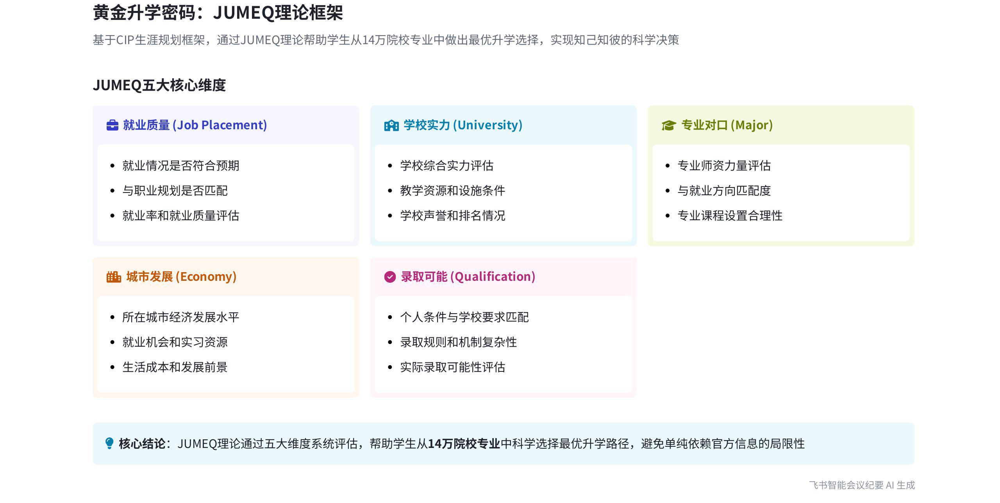 黄金升学密码：JUMEQ理论框架
基于CIP生涯规划框架，通过JUMEQ理论帮助学生从14万院校专业中做出最优升学选择，实现知己知彼的科学决策
JUMEQ五大核心维度
就业质量 (Job Placement)
• 就业情况是否符合预期
• 与职业规划是否匹配
• 就业率和就业质量评估
学校实力 (University)
• 学校综合实力评估
• 教学资源和设施条件
• 学校声誉和排名情况
专业对口 (Major)
• 专业师资力量评估
• 与就业方向匹配度
• 专业课程设置合理性
城市发展 (Economy)
• 所在城市经济发展水平
• 就业机会和实习资源
• 生活成本和发展前景
录取可能 (Qualification)
• 个人条件与学校要求匹配
• 录取规则和机制复杂性
• 实际录取可能性评估
核心结论：JUMEQ理论通过五大维度系统评估，帮助学生从14万院校专业中科学选择最优升学路径，避免单纯依赖官方信息的局限性
飞书智能会议纪要 AI 生成